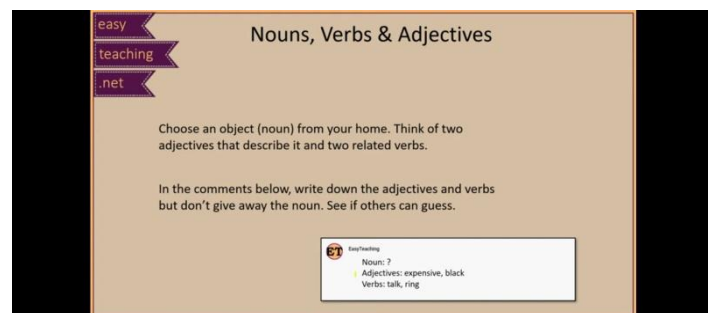 easy
teaching
.net
Nouns, Verbs & Adjectives
Choose an object (noun) from your home. Think of two
adjectives that describe it and two related verbs.
In the comments below, write down the adjectives and verbs
but don't give away the noun. See if others can guess.
ET
EasyTeaching
Noun: ?
Adjectives: expensive, black
Verbs: talk, ring